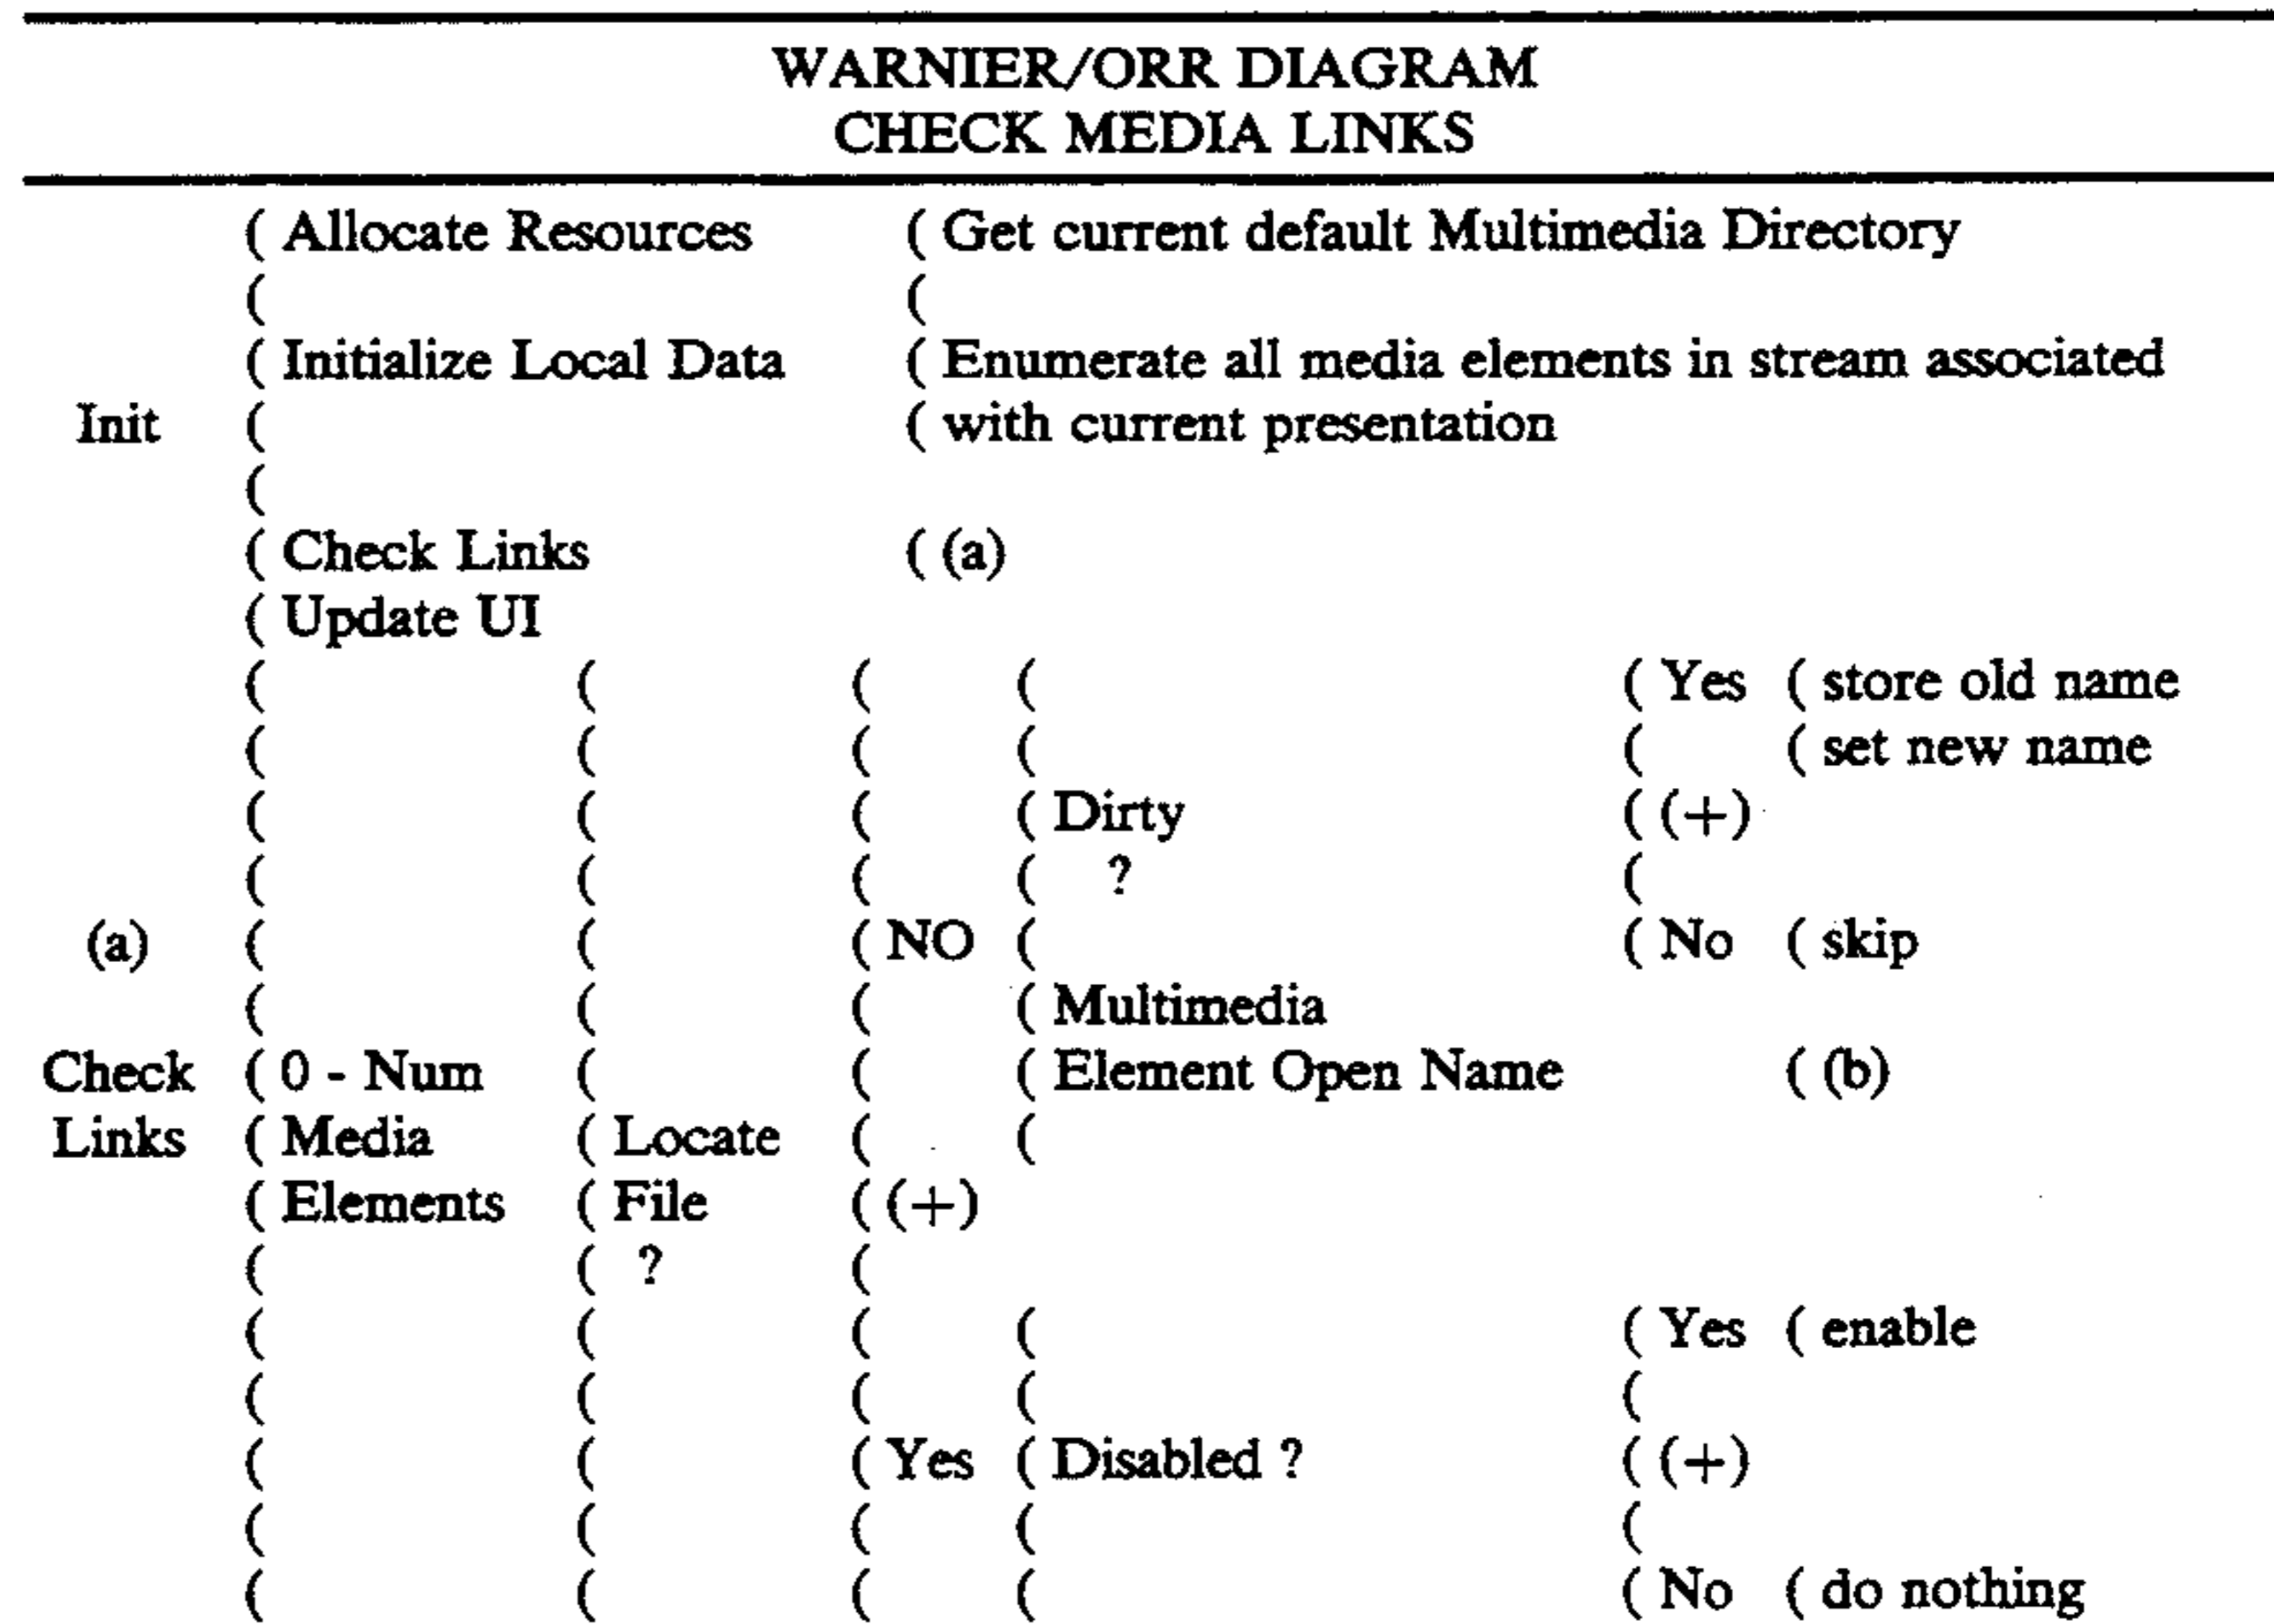 WARNIER/ORR DIAGRAM
CHECK MEDIA LINKS
( Allocate Resources ( Get current default Multimedia Directory
( (
( Initialize Local Data ( Enumerate all media elements in stream associated
Init ( ( with current presentation
(
( Check Links ( (a)
( Update UI
( ( ( ( ( Yes ( store old name
( ( ( ( ( ( set new name
( ( ( ( Dirty ( (+)
( ( ( ( ? (
(a) ( ( ( NO ( ( No ( skip
( ( ( ( Multimedia
Check ( 0 - Num ( ( ( Element Open Name ( (b)
Links ( Media ( Locate ( (
( Elements ( File ( (+)
( ( ? (
( ( ( ( ( Yes ( enable
( ( ( ( (
( ( ( Yes ( Disabled ? ( (+)
( ( ( ( (
( ( ( ( ( No ( do nothing